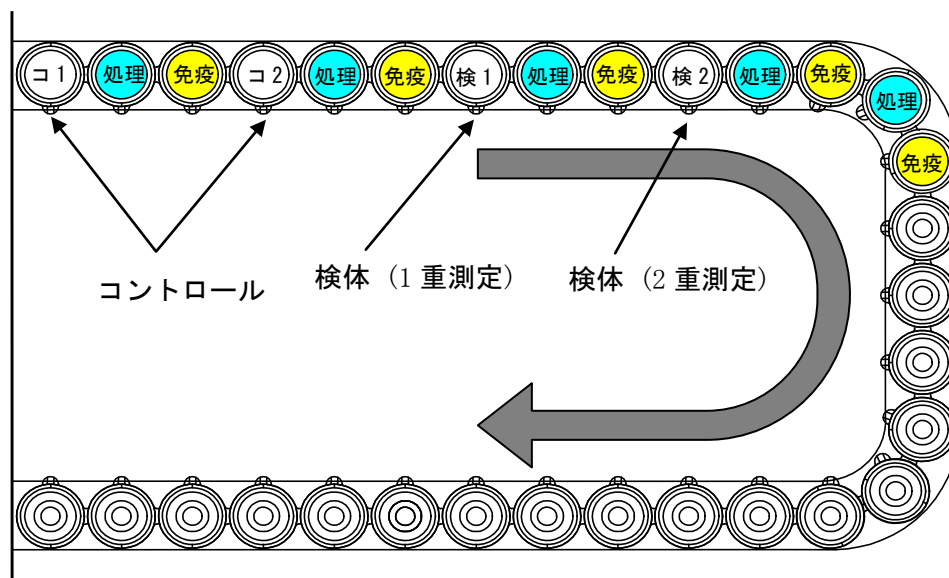 コ1 処理 免疫 コ2 処理 免疫 検1 処理 免疫 検2 処理 免疫 処理
免疫
コントロール
検体 (1重測定)
検体 (2重測定)